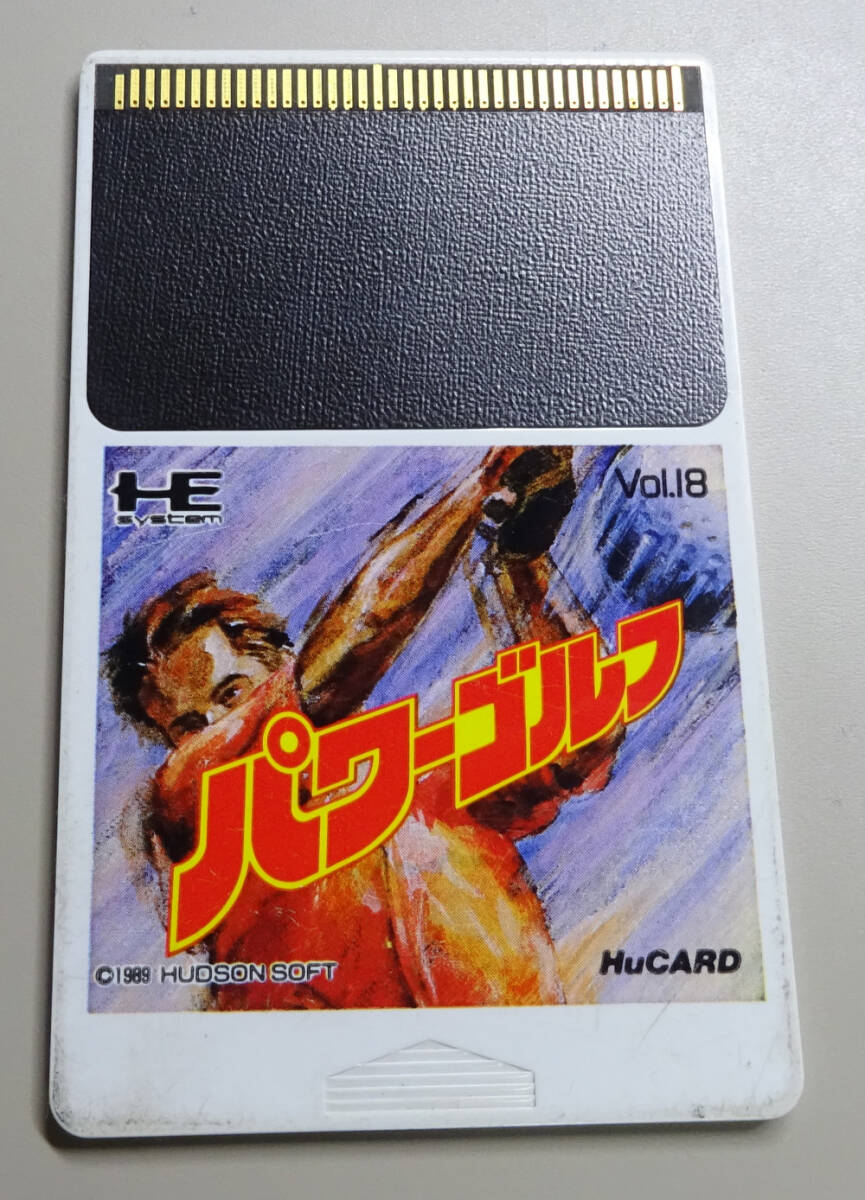 HE
system
Vol.18
パワーゴルフ
©1989 HUDSON SOFT
HuCARD